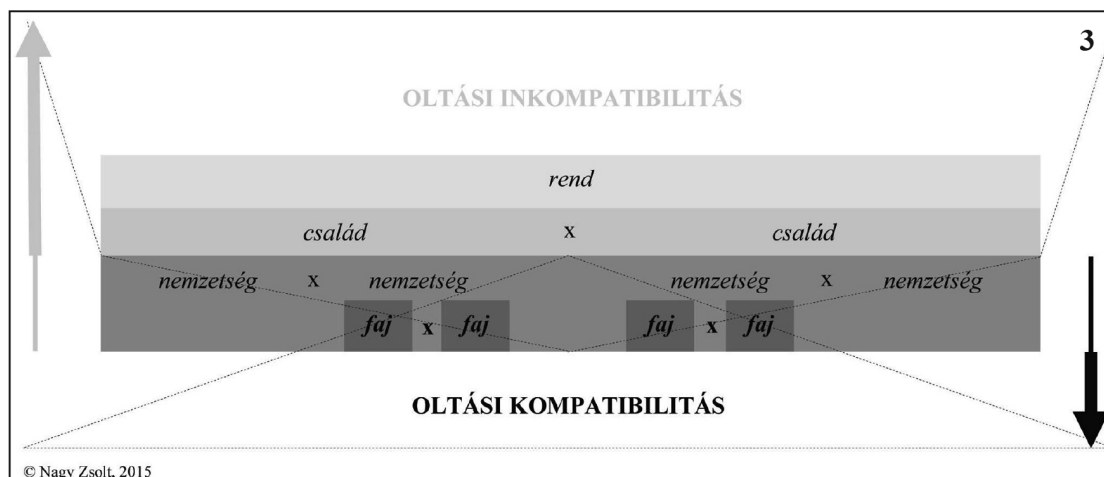 3
OLTÁSI INKOMPATIBILITÁS
rend
család x család
nemzetség x nemzetség nemzetség x nemzetség
faj x faj faj x faj
OLTÁSI KOMPATIBILITÁS
© Nagy Zsolt, 2015